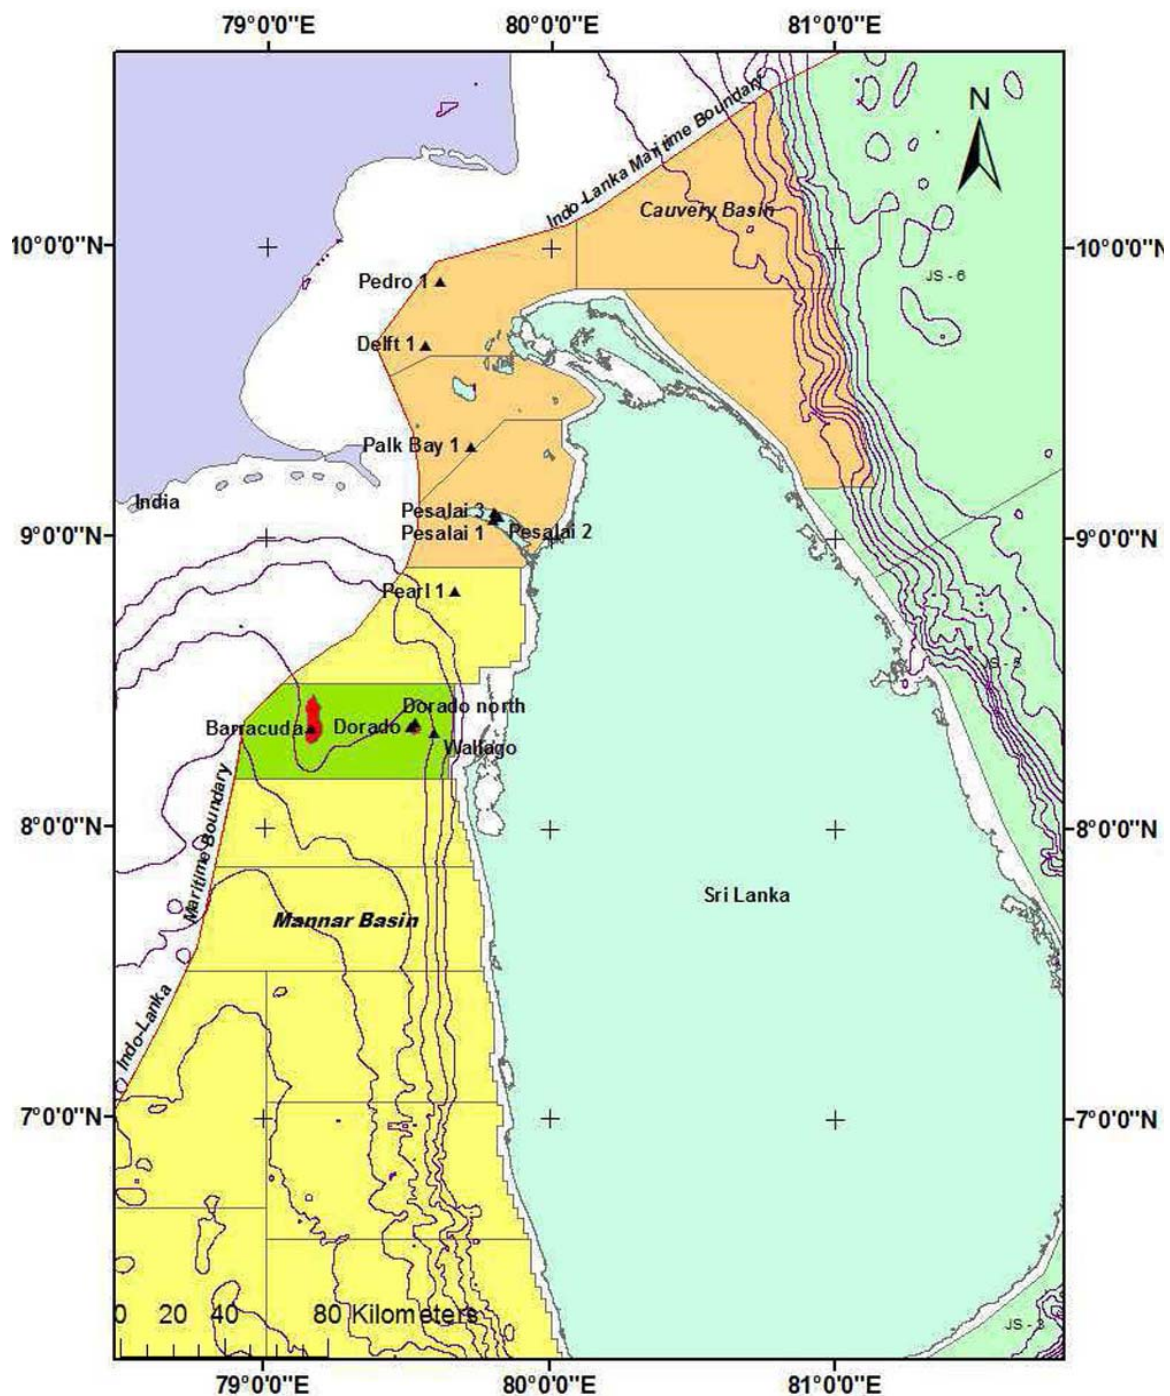 79°0'0"E 80°0'0"E 81°0'0"E
N
Indo-Lanka Maritime Boundary
Cauvery Basin
10°0'0"N 10°0'0"N
JS - 6
Pedro 1
Delft 1
Palk Bay 1
India
Pesalai 3
Pesalai 1 Pesalai 2
9°0'0"N 9°0'0"N
Pearl 1
JS - 5
Dorado north
Barracuda Dorado
Wallago
8°0'0"N 8°0'0"N
Sri Lanka
Mannar Basin
Indo-Lanka Maritime Boundary
7°0'0"N 7°0'0"N
0 20 40 80 Kilometers
JS - 3
79°0'0"E 80°0'0"E 81°0'0"E